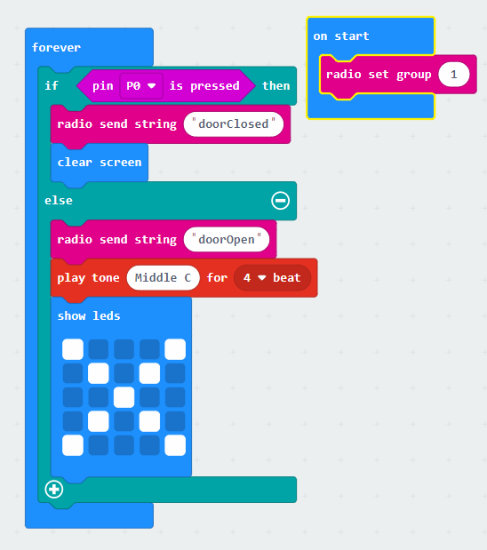 forever
if pin P0 is pressed then
radio send string "doorClosed"
clear screen
else
radio send string "doorOpen"
play tone Middle C for 4 beat
show leds
on start
radio set group 1